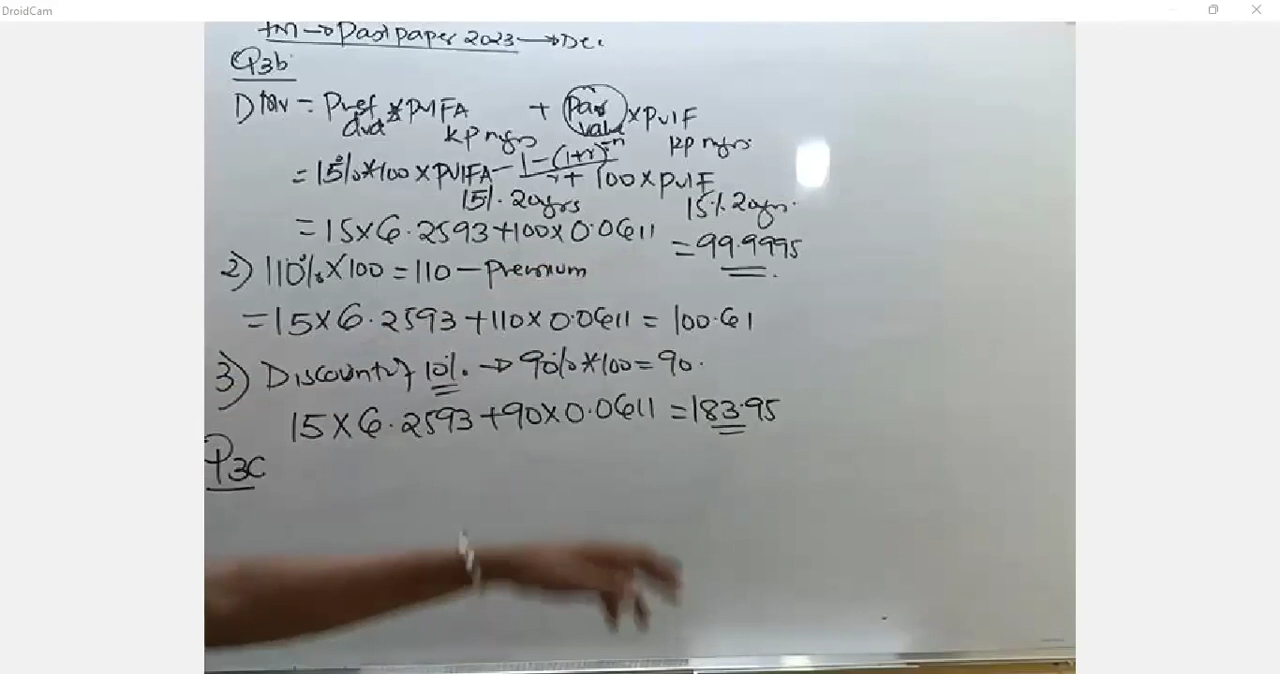 DroidCam
FM → Past paper 2023 → Dec
Q3b
Pref * PVIFA + Par value × PVIF
dvd kp nyrs kp nyrs
= 15% * 100 × PVIFA 1-(1+r)^-n + 100 × PVIF
15%. 20yrs 15%. 20yrs.
= 15 × 6.2593 + 100 × 0.0611 = 99.9995
2) 110% × 100 = 110 - Premium
= 15 × 6.2593 + 110 × 0.0611 = 100.61
3) Discount of 10%. → 90% * 100 = 90.
15 × 6.2593 + 90 × 0.0611 = 183.95
Q3c